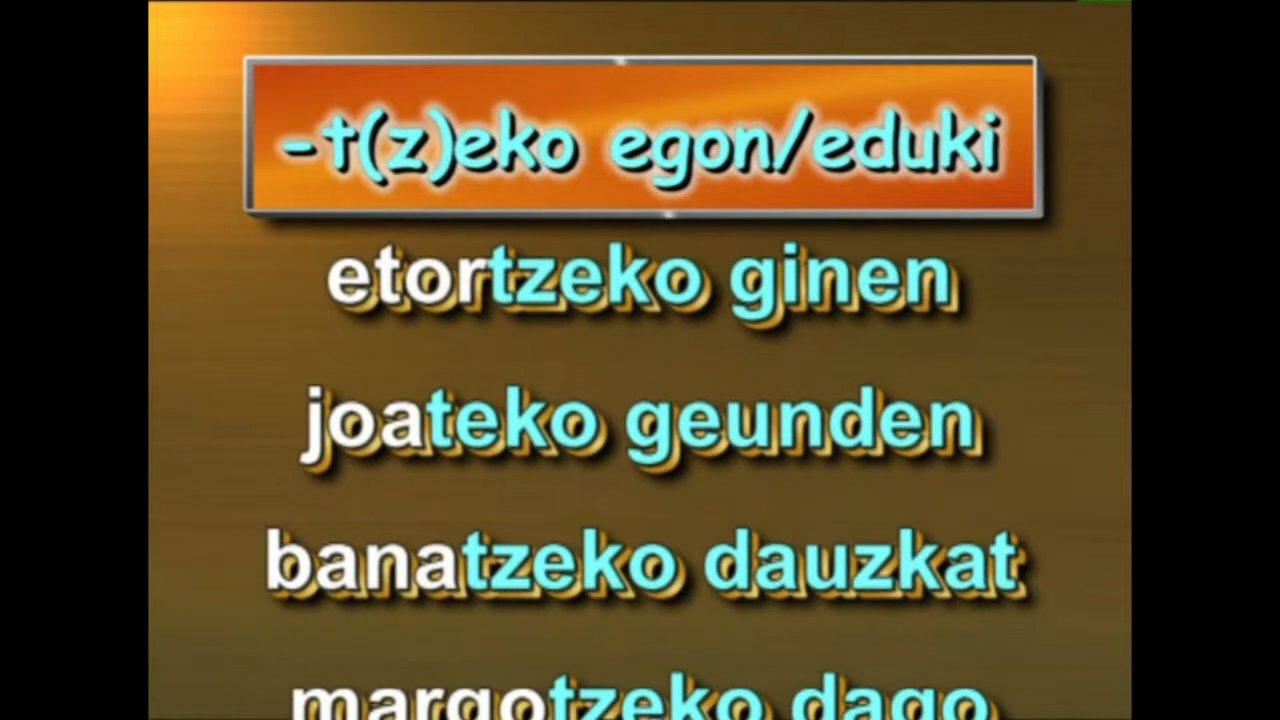 -t(z)eko egon/eduki
etortzeko ginen
joateko geunden
banatzeko dauzkat
margotzeko dago